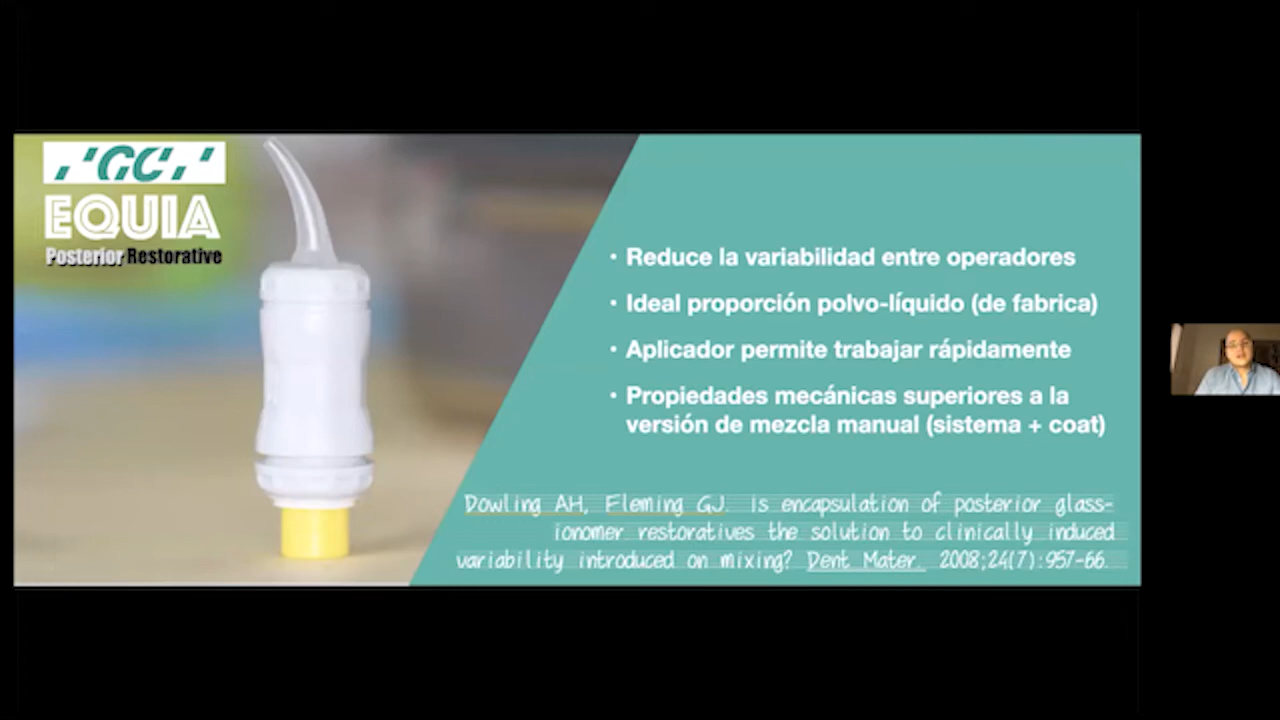 GC
EQUIA
Posterior Restorative
• Reduce la variabilidad entre operadores
• Ideal proporción polvo-líquido (de fabrica)
• Aplicador permite trabajar rápidamente
• Propiedades mecánicas superiores a la
versión de mezcla manual (sistema + coat)
Dowling AH, Fleming GJ. is encapsulation of posterior glass-
ionomer restoratives the solution to clinically induced
variability introduced on mixing? Dent Mater. 2008;24(7):957-66.